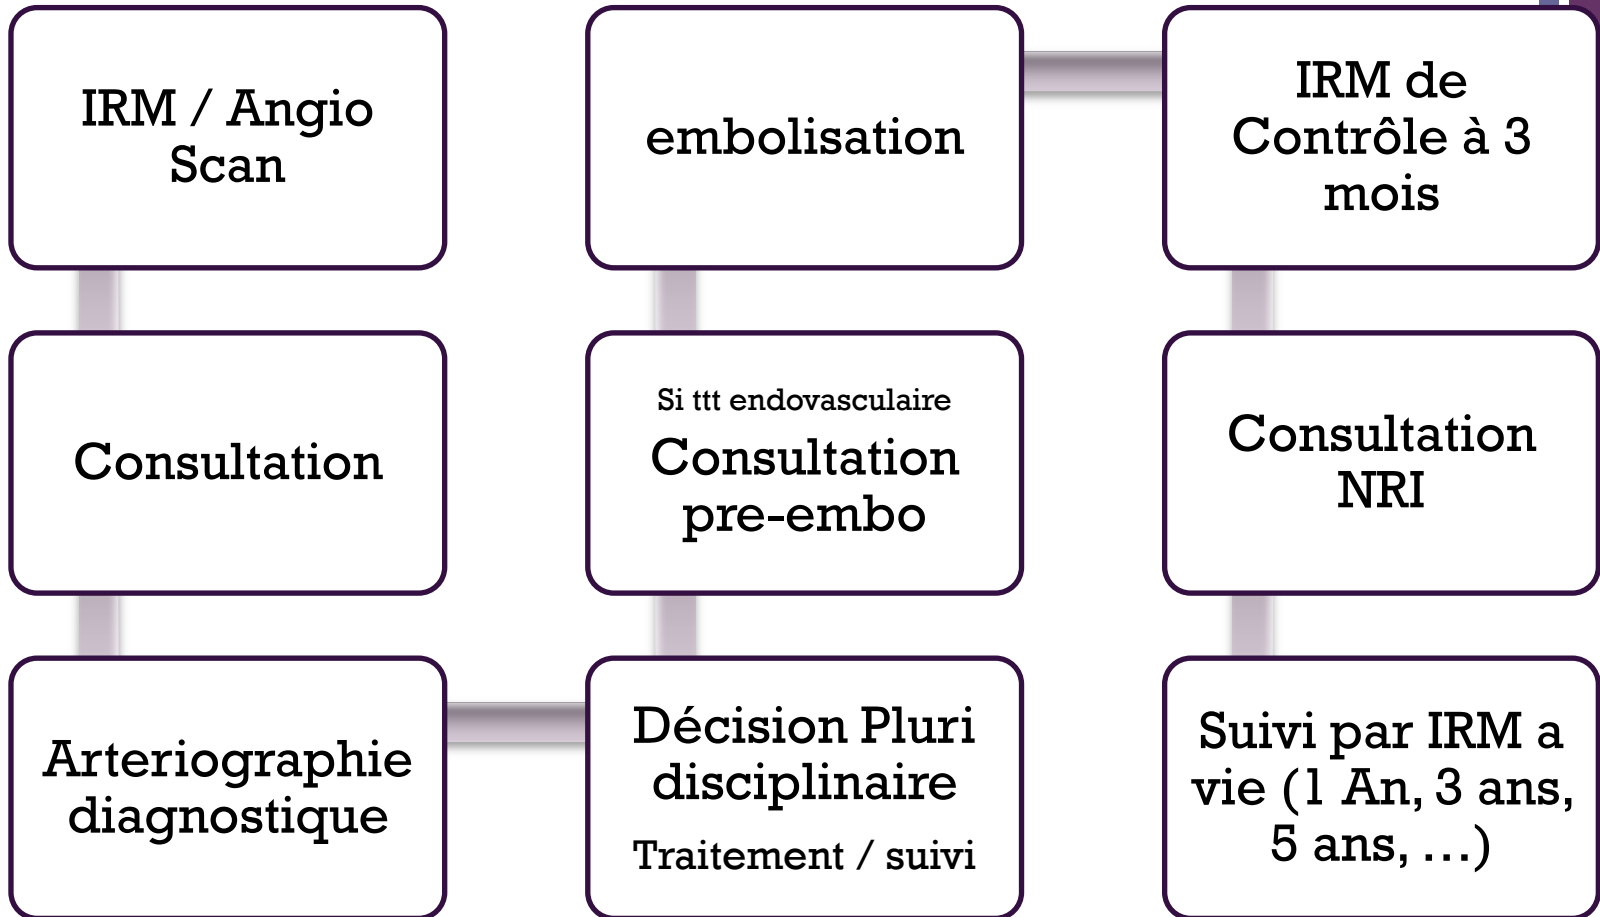 IRM / Angio
Scan
Consultation
Arteriographie
diagnostique
Décision Pluri
disciplinaire
Traitement / suivi
Si ttt endovasculaire
Consultation
pre-embo
embolisation
IRM de
Contrôle à 3
mois
Consultation
NRI
Suivi par IRM a
vie (1 An, 3 ans,
5 ans, …)